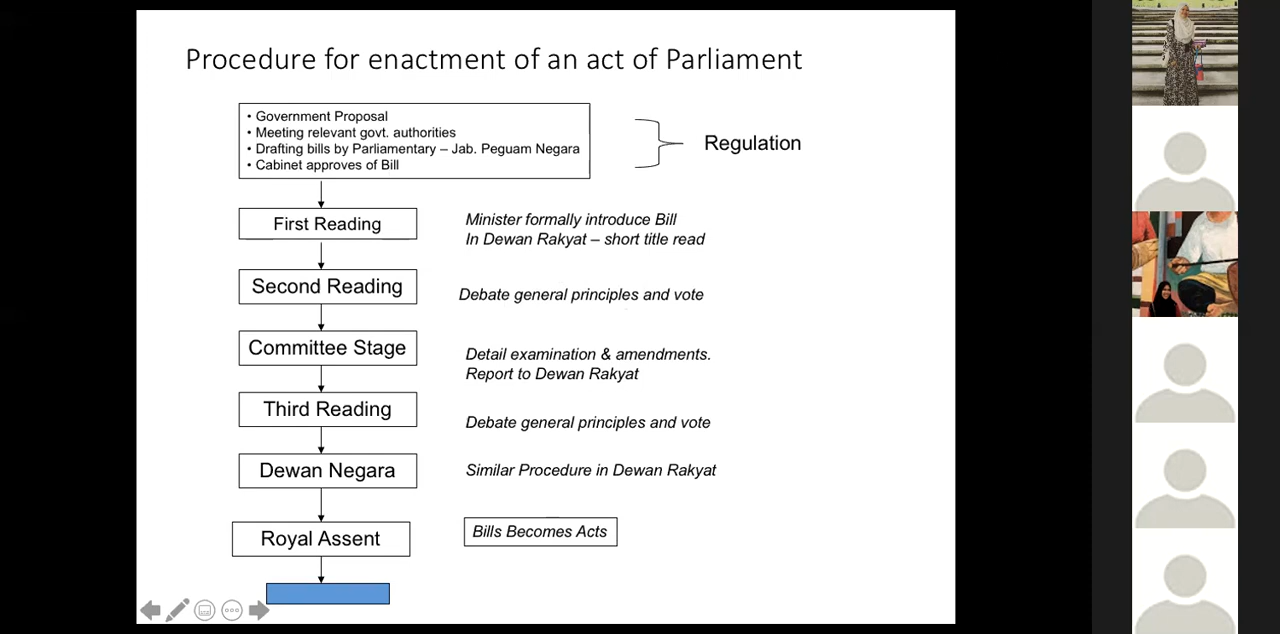 Procedure for enactment of an act of Parliament
• Government Proposal
• Meeting relevant govt. authorities
• Drafting bills by Parliamentary – Jab. Peguam Negara
• Cabinet approves of Bill
Regulation
First Reading
Minister formally introduce Bill
In Dewan Rakyat – short title read
Second Reading
Debate general principles and vote
Committee Stage
Detail examination & amendments.
Report to Dewan Rakyat
Third Reading
Debate general principles and vote
Dewan Negara
Similar Procedure in Dewan Rakyat
Royal Assent
Bills Becomes Acts